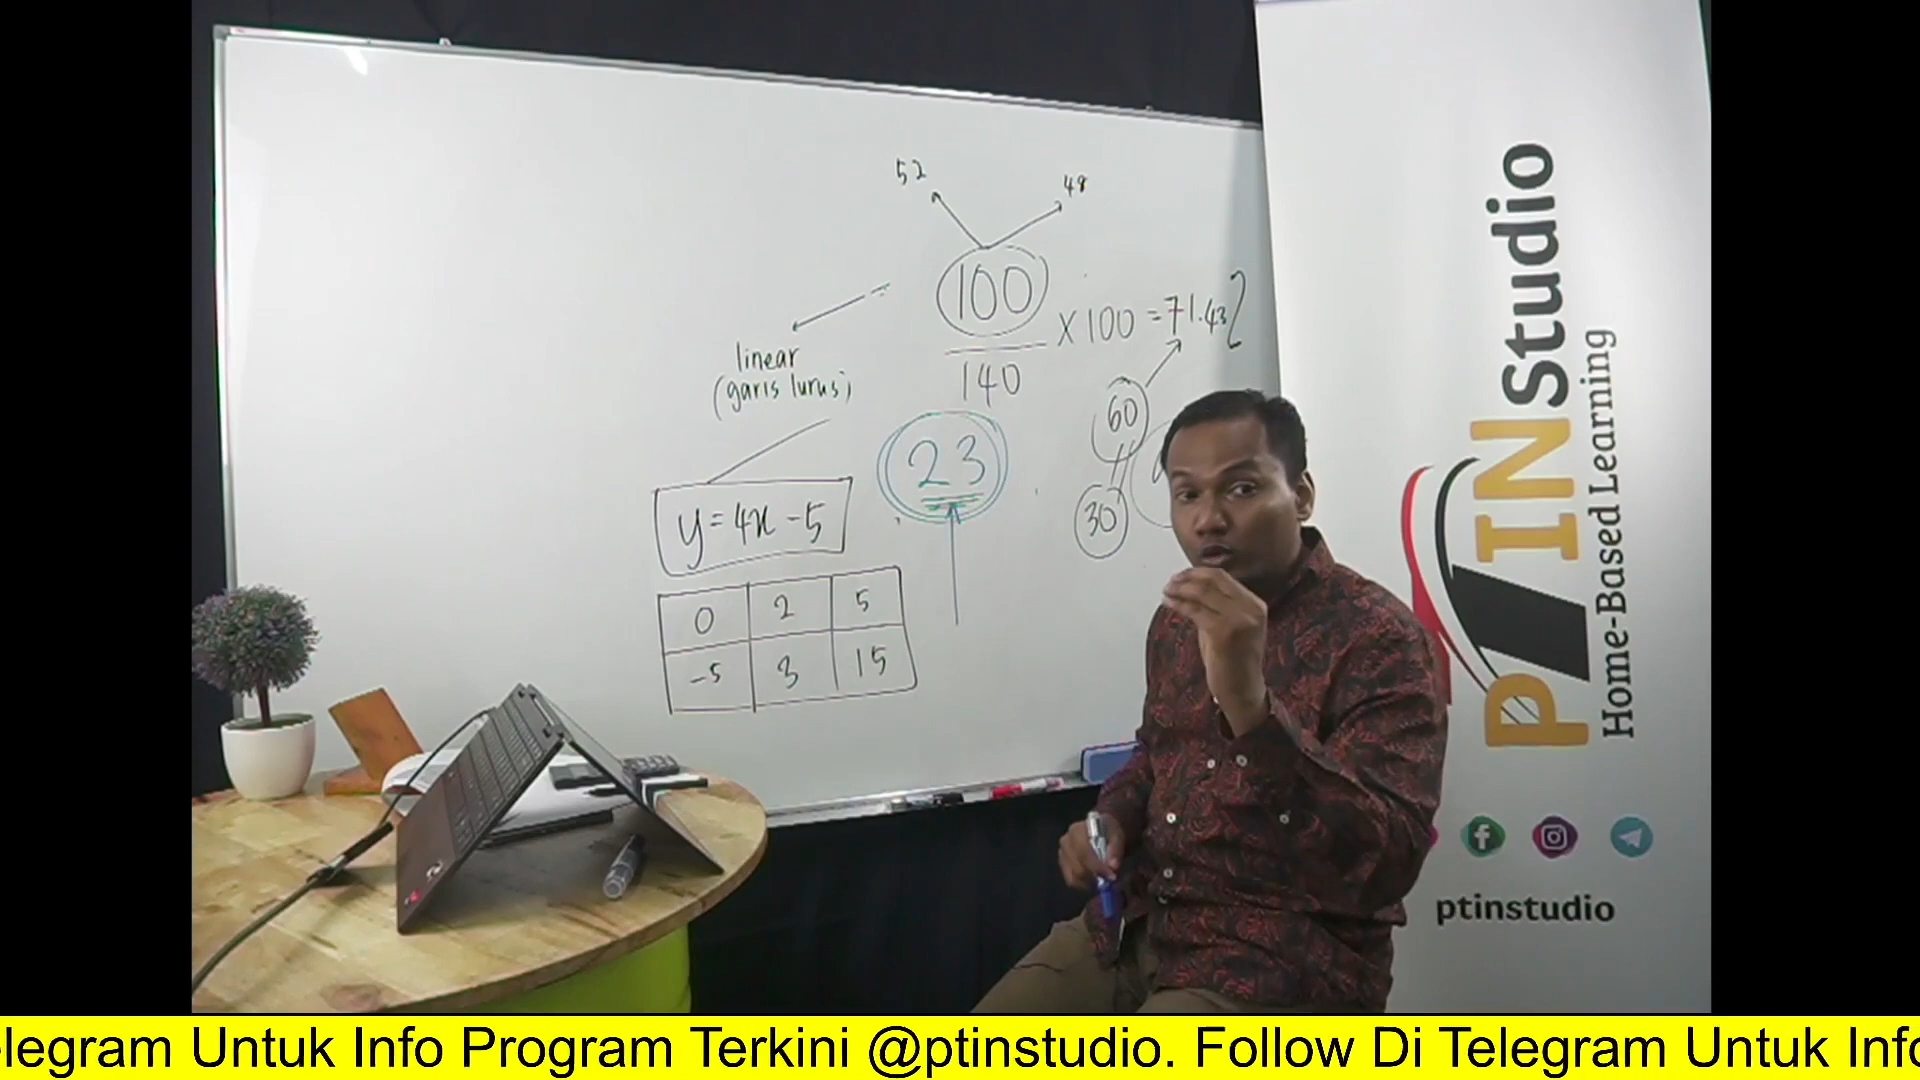 52
48
100
x 100 = 71.43
140
linear
(garis lurus)
60
23
30
y = 4x - 5
0 2 5
-5 3 15
PTINstudio
Home-Based Learning
ptinstudio
elegram Untuk Info Program Terkini @ptinstudio. Follow Di Telegram Untuk Info